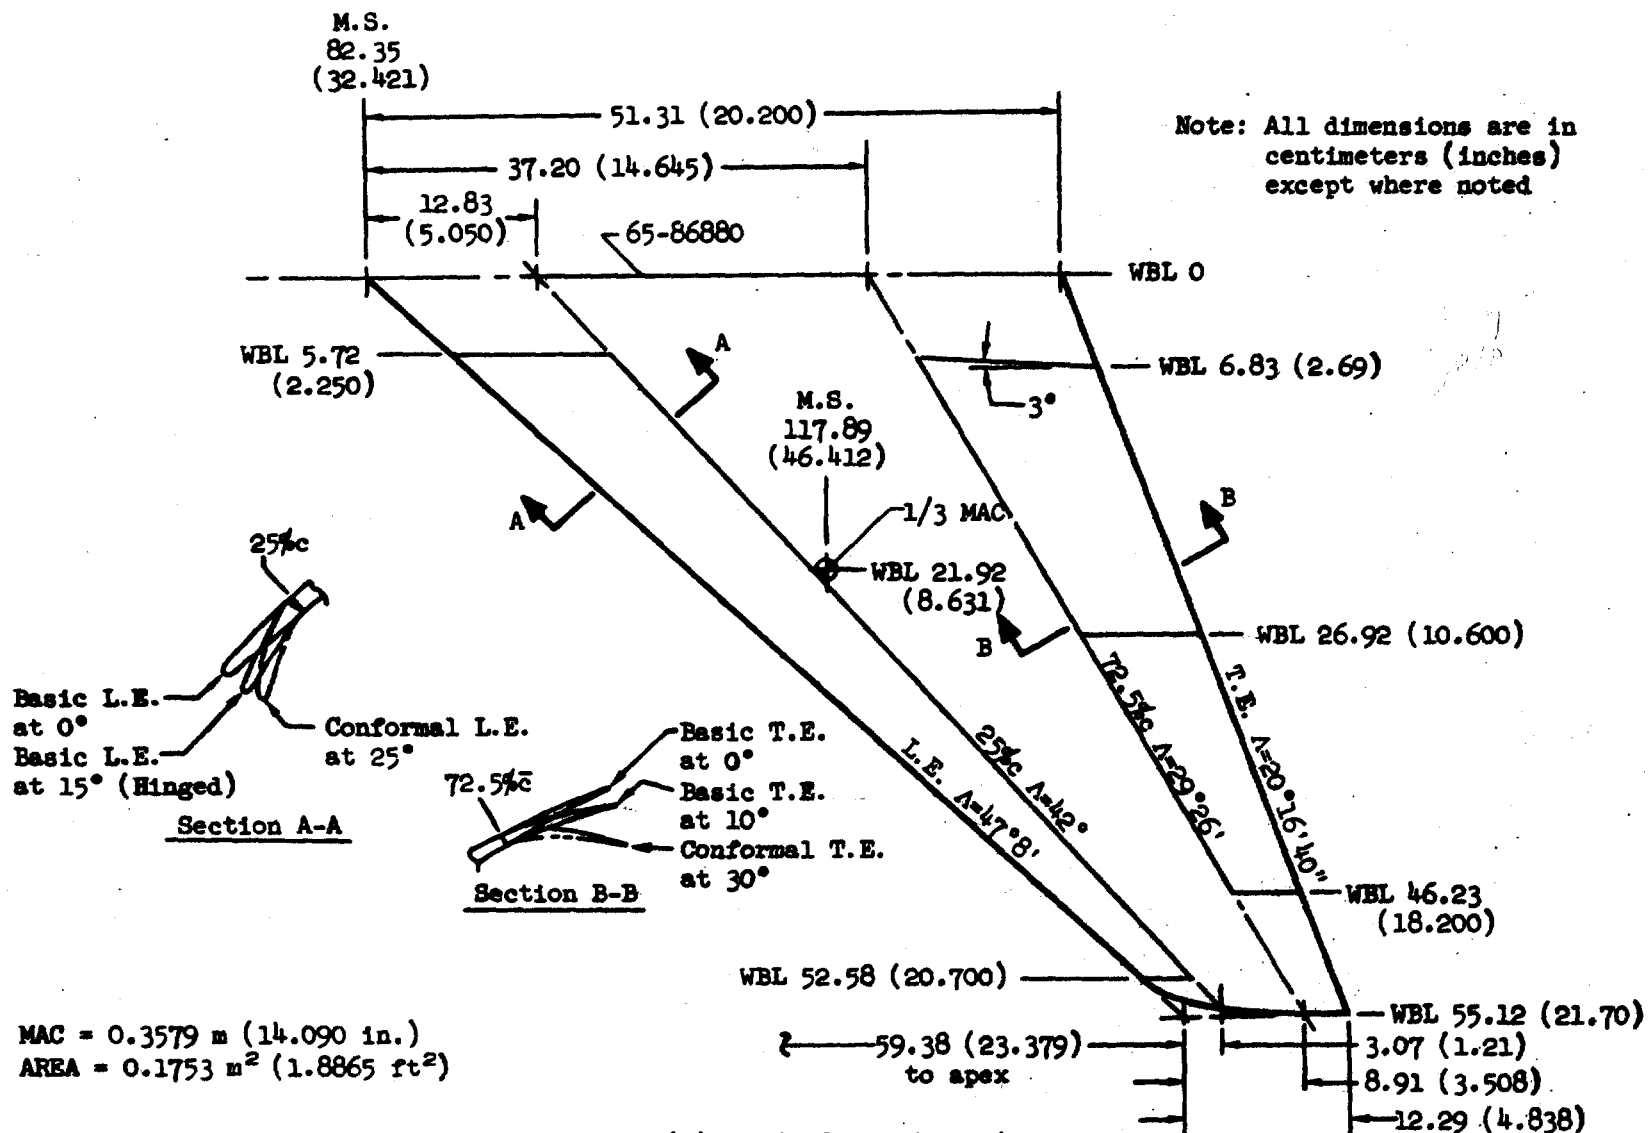 M.S.
82.35
(32.421)
51.31 (20.200)
Note: All dimensions are in
centimeters (inches)
except where noted
37.20 (14.645)
12.83
(5.050)
65-86880
WBL 0
WBL 5.72
(2.250)
A
WBL 6.83 (2.69)
3°
M.S.
117.89
(46.412)
A
1/3 MAC
B
25%c
WBL 21.92
(8.631)
B
WBL 26.92 (10.600)
Basic L.E.
at 0°
Basic L.E.
at 15° (Hinged)
Conformal L.E.
at 25°
Section A-A
72.5%c̄
Basic T.E.
at 0°
Basic T.E.
at 10°
Conformal T.E.
at 30°
Section B-B
L.E. Λ=47°8'
25%c Λ=42°
72.5%c Λ=29°26'
T.E. Λ=20°16'40"
WBL 46.23
(18.200)
WBL 52.58 (20.700)
WBL 55.12 (21.70)
MAC = 0.3579 m (14.090 in.)
AREA = 0.1753 m² (1.8865 ft²)
59.38 (23.379)
to apex
3.07 (1.21)
8.91 (3.508)
12.29 (4.838)